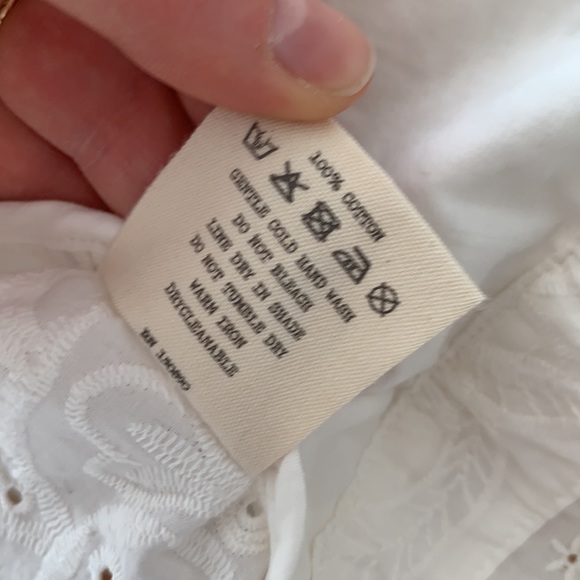 100% COTTON
GENTLE COLD HAND WASH
DO NOT BLEACH
LINE DRY IN SHADE
DO NOT TUMBLE DRY
WARM IRON
DRYCLEANABLE